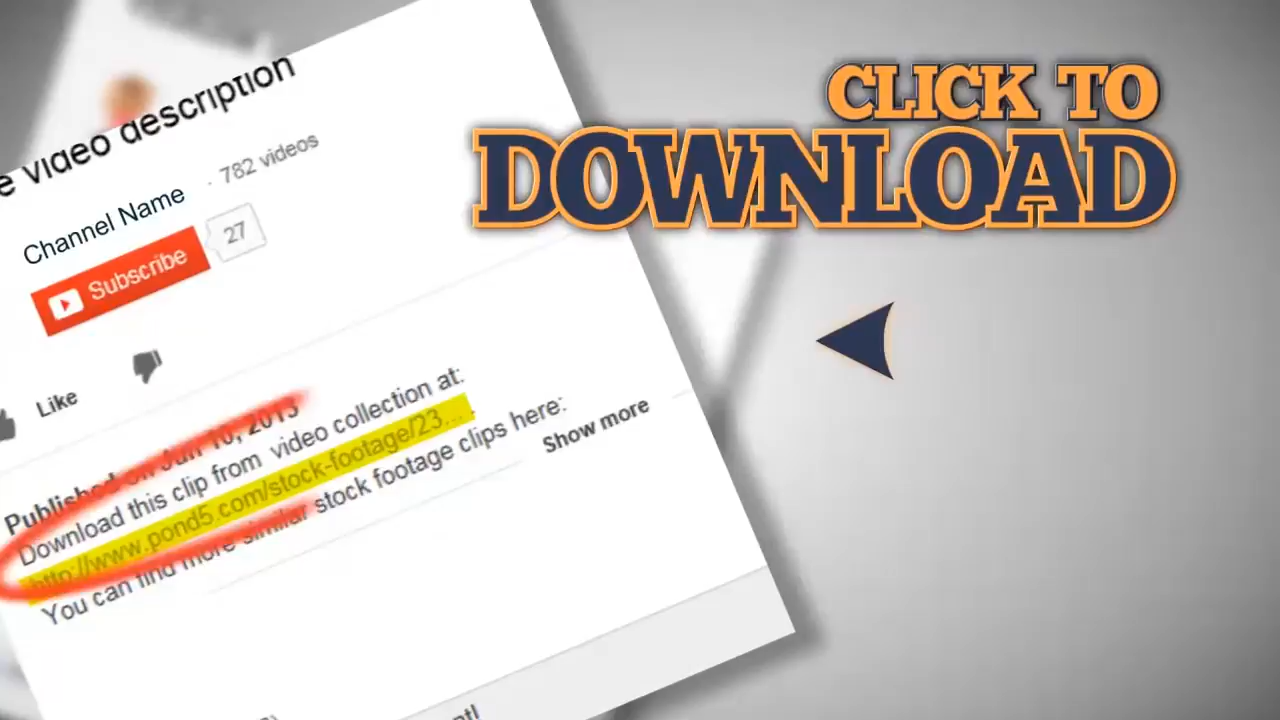 CLICK TO
DOWNLOAD
e video description
Channel Name · 782 videos
Subscribe 27
Like
Published on Jun 10, 2013
Download this clip from video collection at:
http://www.pond5.com/stock-footage/23... .
You can find more similar stock footage clips here:
Show more